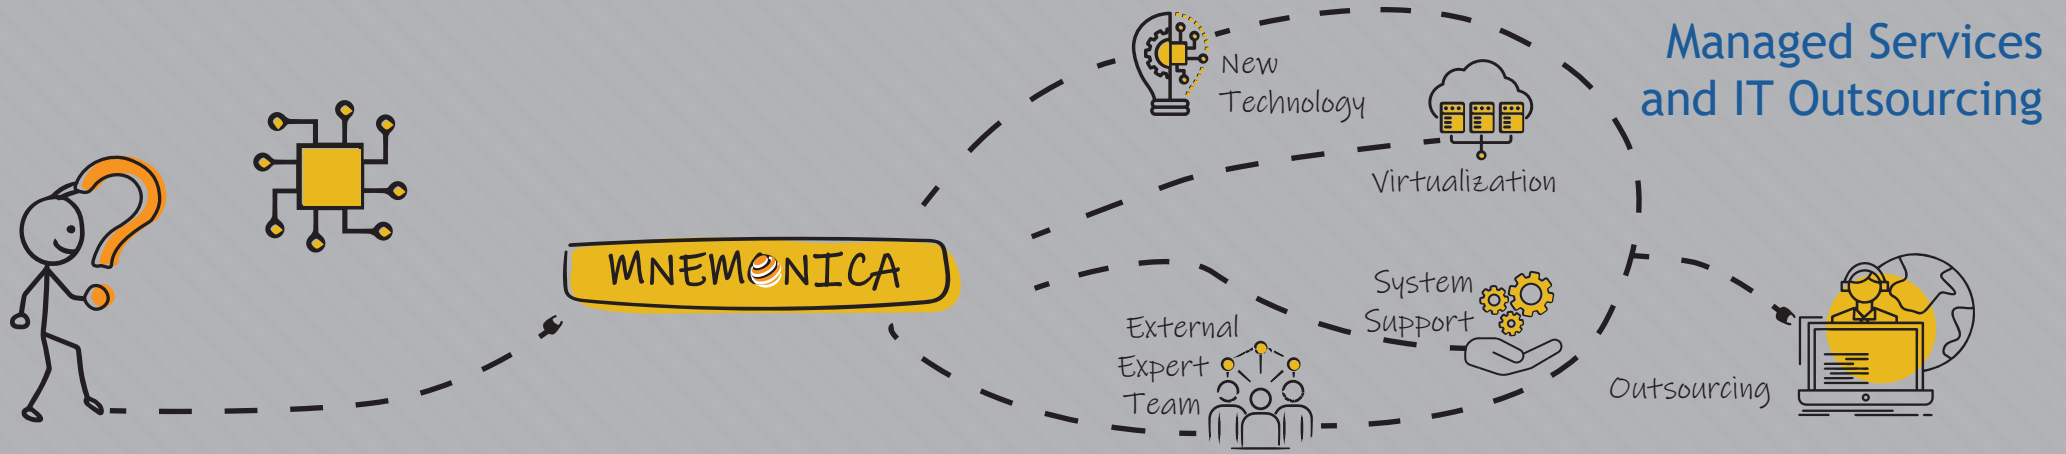 Managed Services
and IT Outsourcing
MNEMONICA
New
Technology
Virtualization
System
Support
External
Expert
Team
Outsourcing